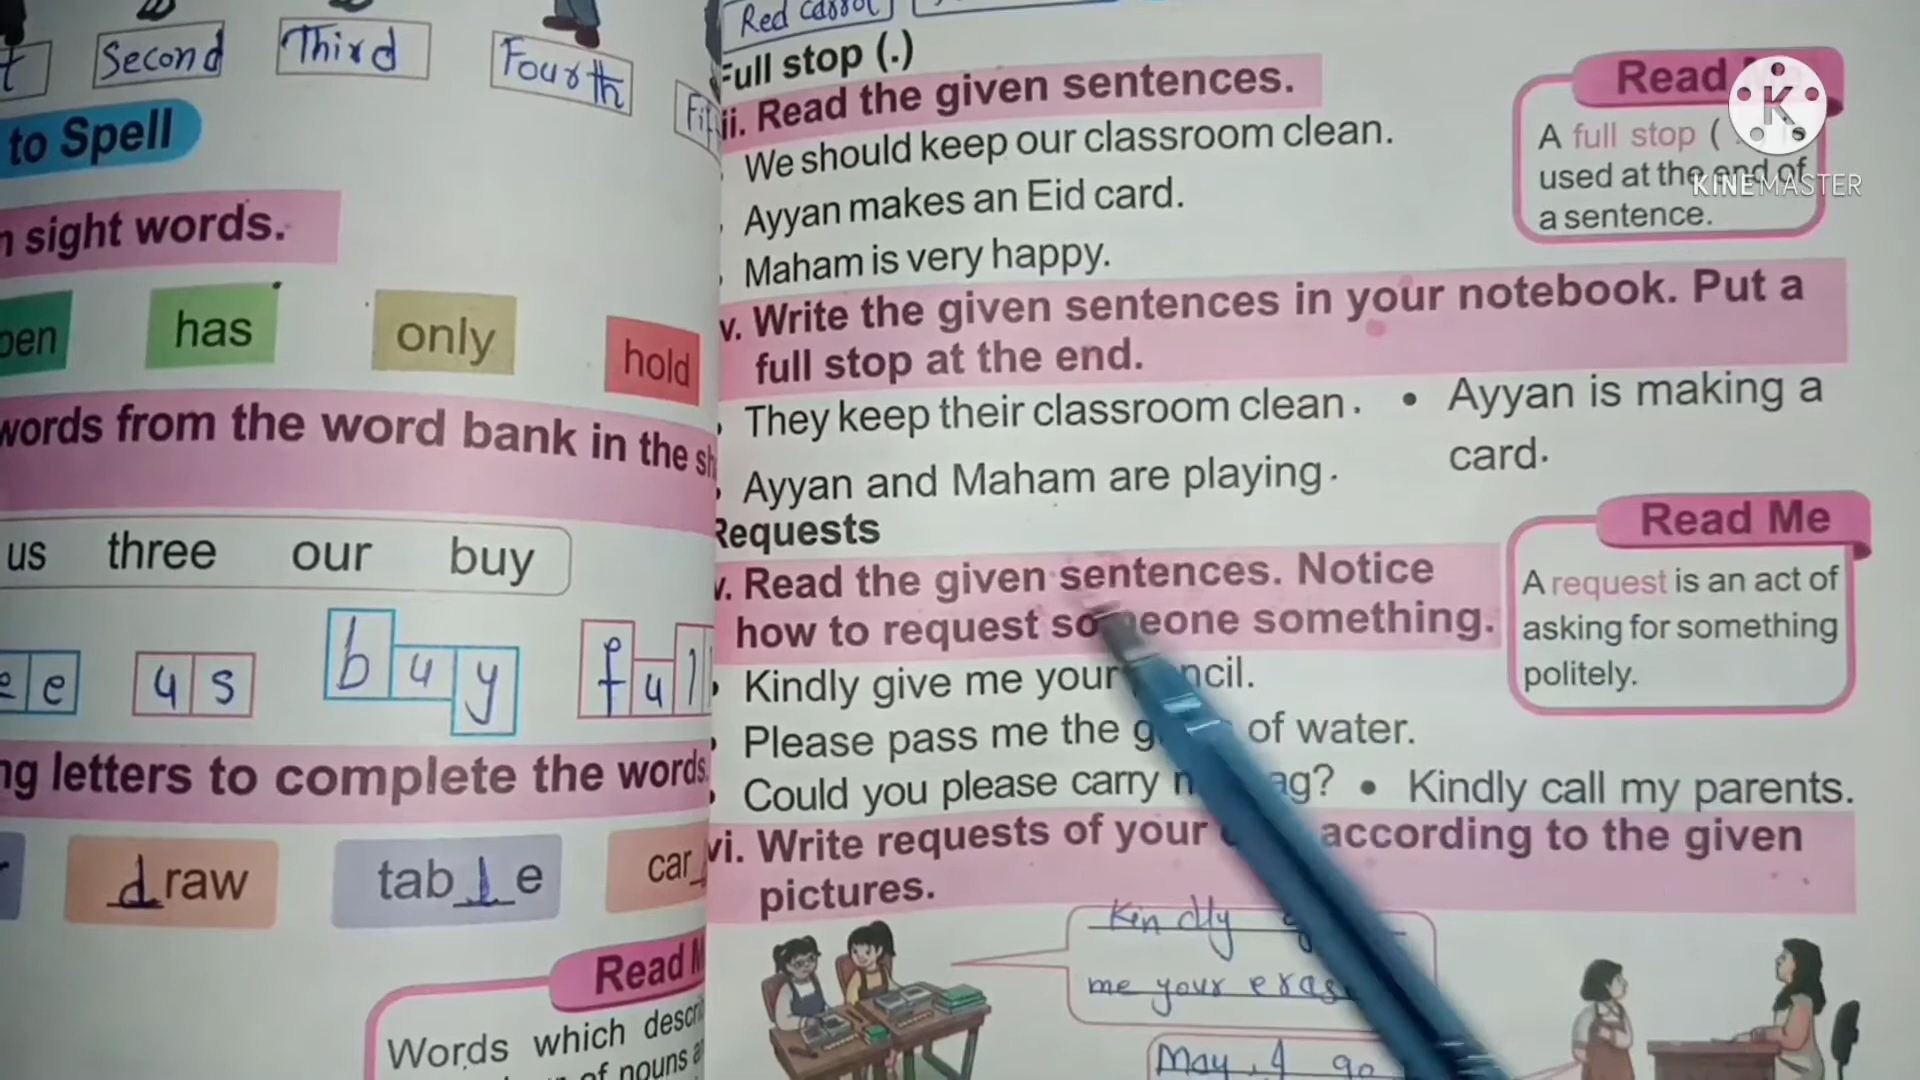 t Second Third Fourth
to Spell
sight words.
has only hold
words from the word bank in the
us three our buy
e e u s b u y f u l
letters to complete the words.
draw table car
Read
Words which
of nouns
Red
Full stop (.)
ii. Read the given sentences.
We should keep our classroom clean.
Ayyan makes an Eid card.
Maham is very happy.
Read Me
A full stop ( . ) is
used at the end of
a sentence.
K
KINEMASTER
v. Write the given sentences in your notebook. Put a
full stop at the end.
They keep their classroom clean. • Ayyan is making a
card.
Ayyan and Maham are playing.
Requests
v. Read the given sentences. Notice
how to request someone something.
• Kindly give me your pencil.
• Please pass me the of water.
• Could you please carry ? • Kindly call my parents.
Read Me
A request is an act of
asking for something
politely.
vi. Write requests of your according to the given
pictures.
Kindly
me your
May I go